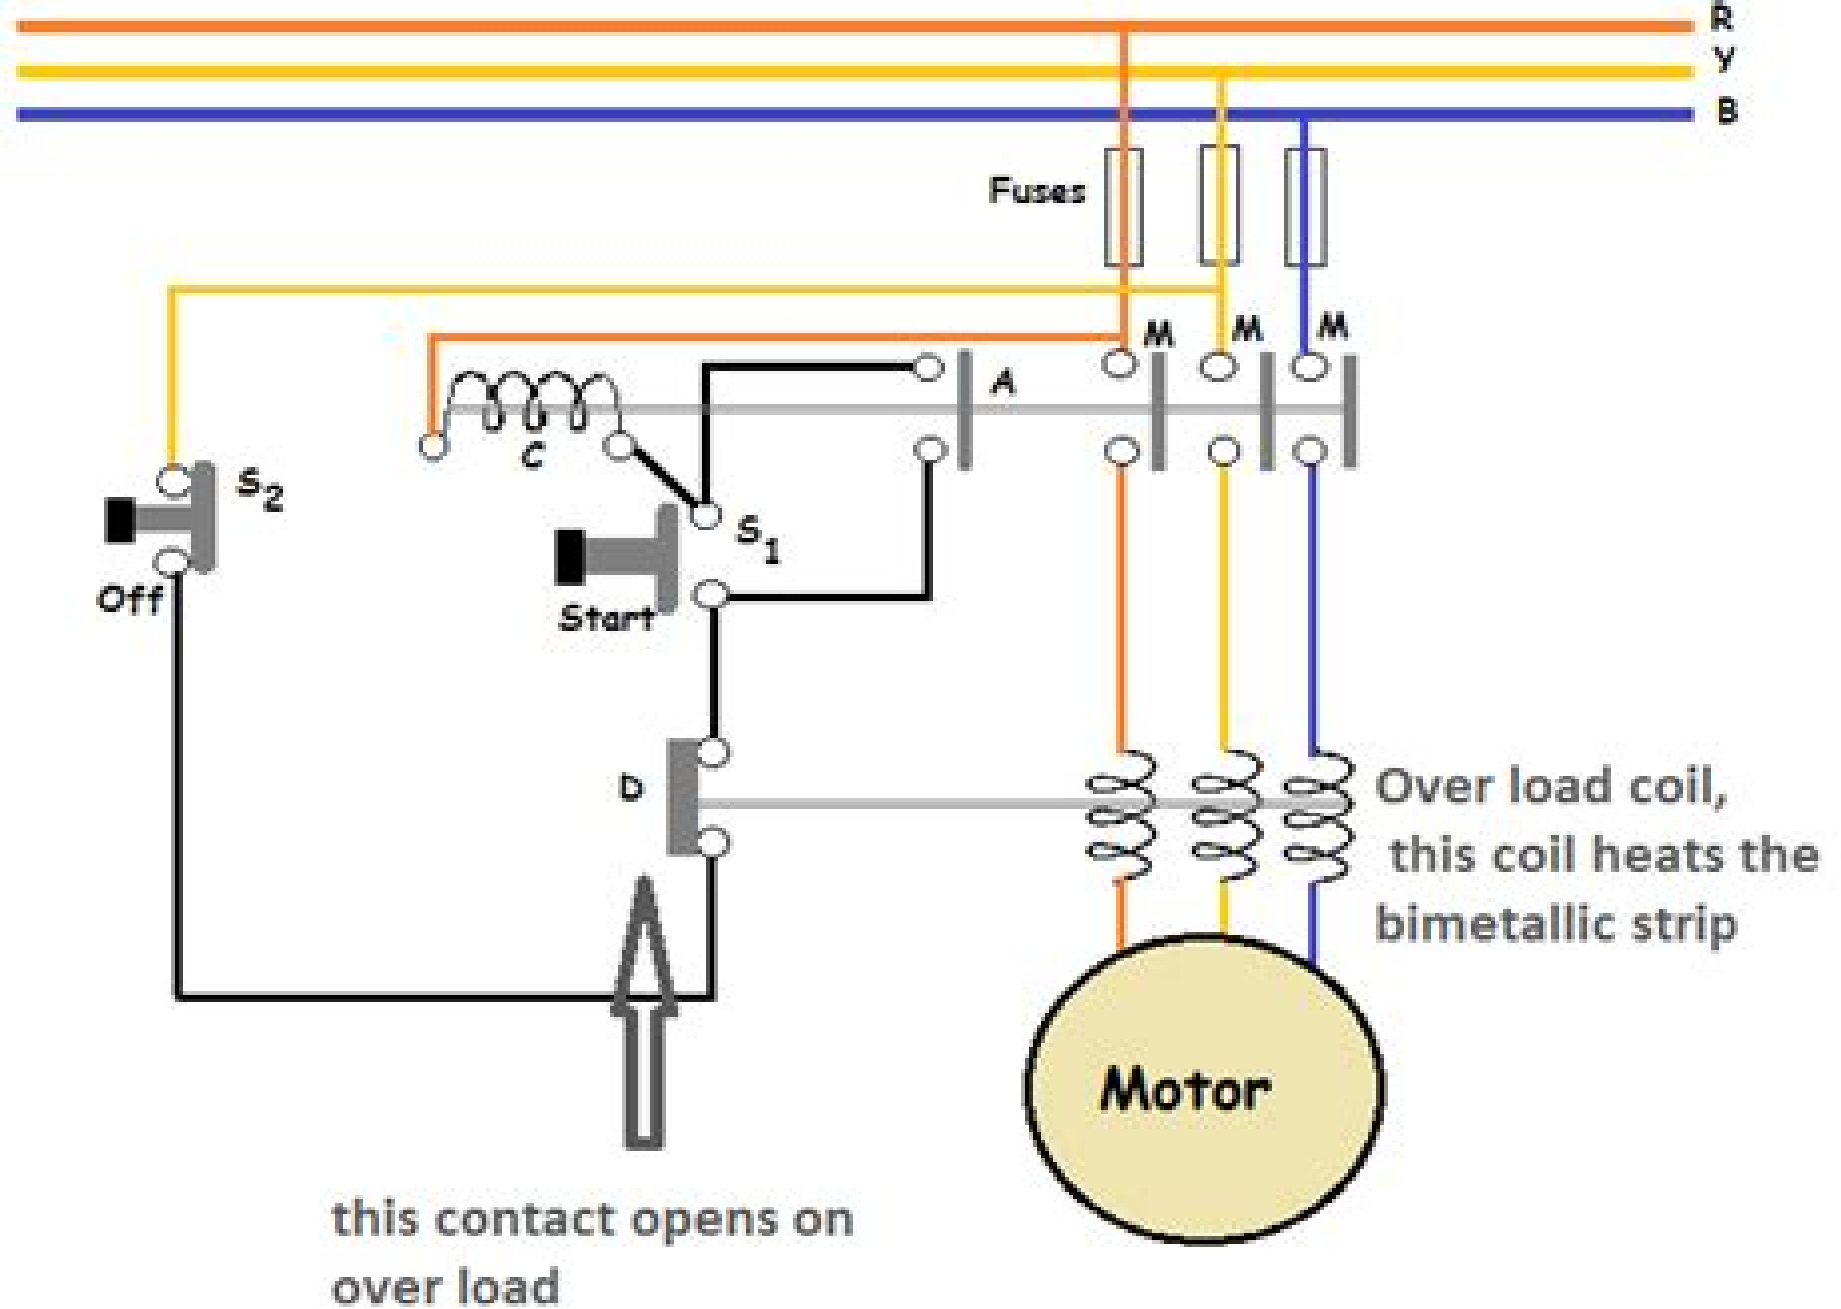 R
Y
B
Fuses
M
M
M
A
C
S2
S1
Off
Start
D
Over load coil,
this coil heats the
bimetallic strip
Motor
this contact opens on
over load